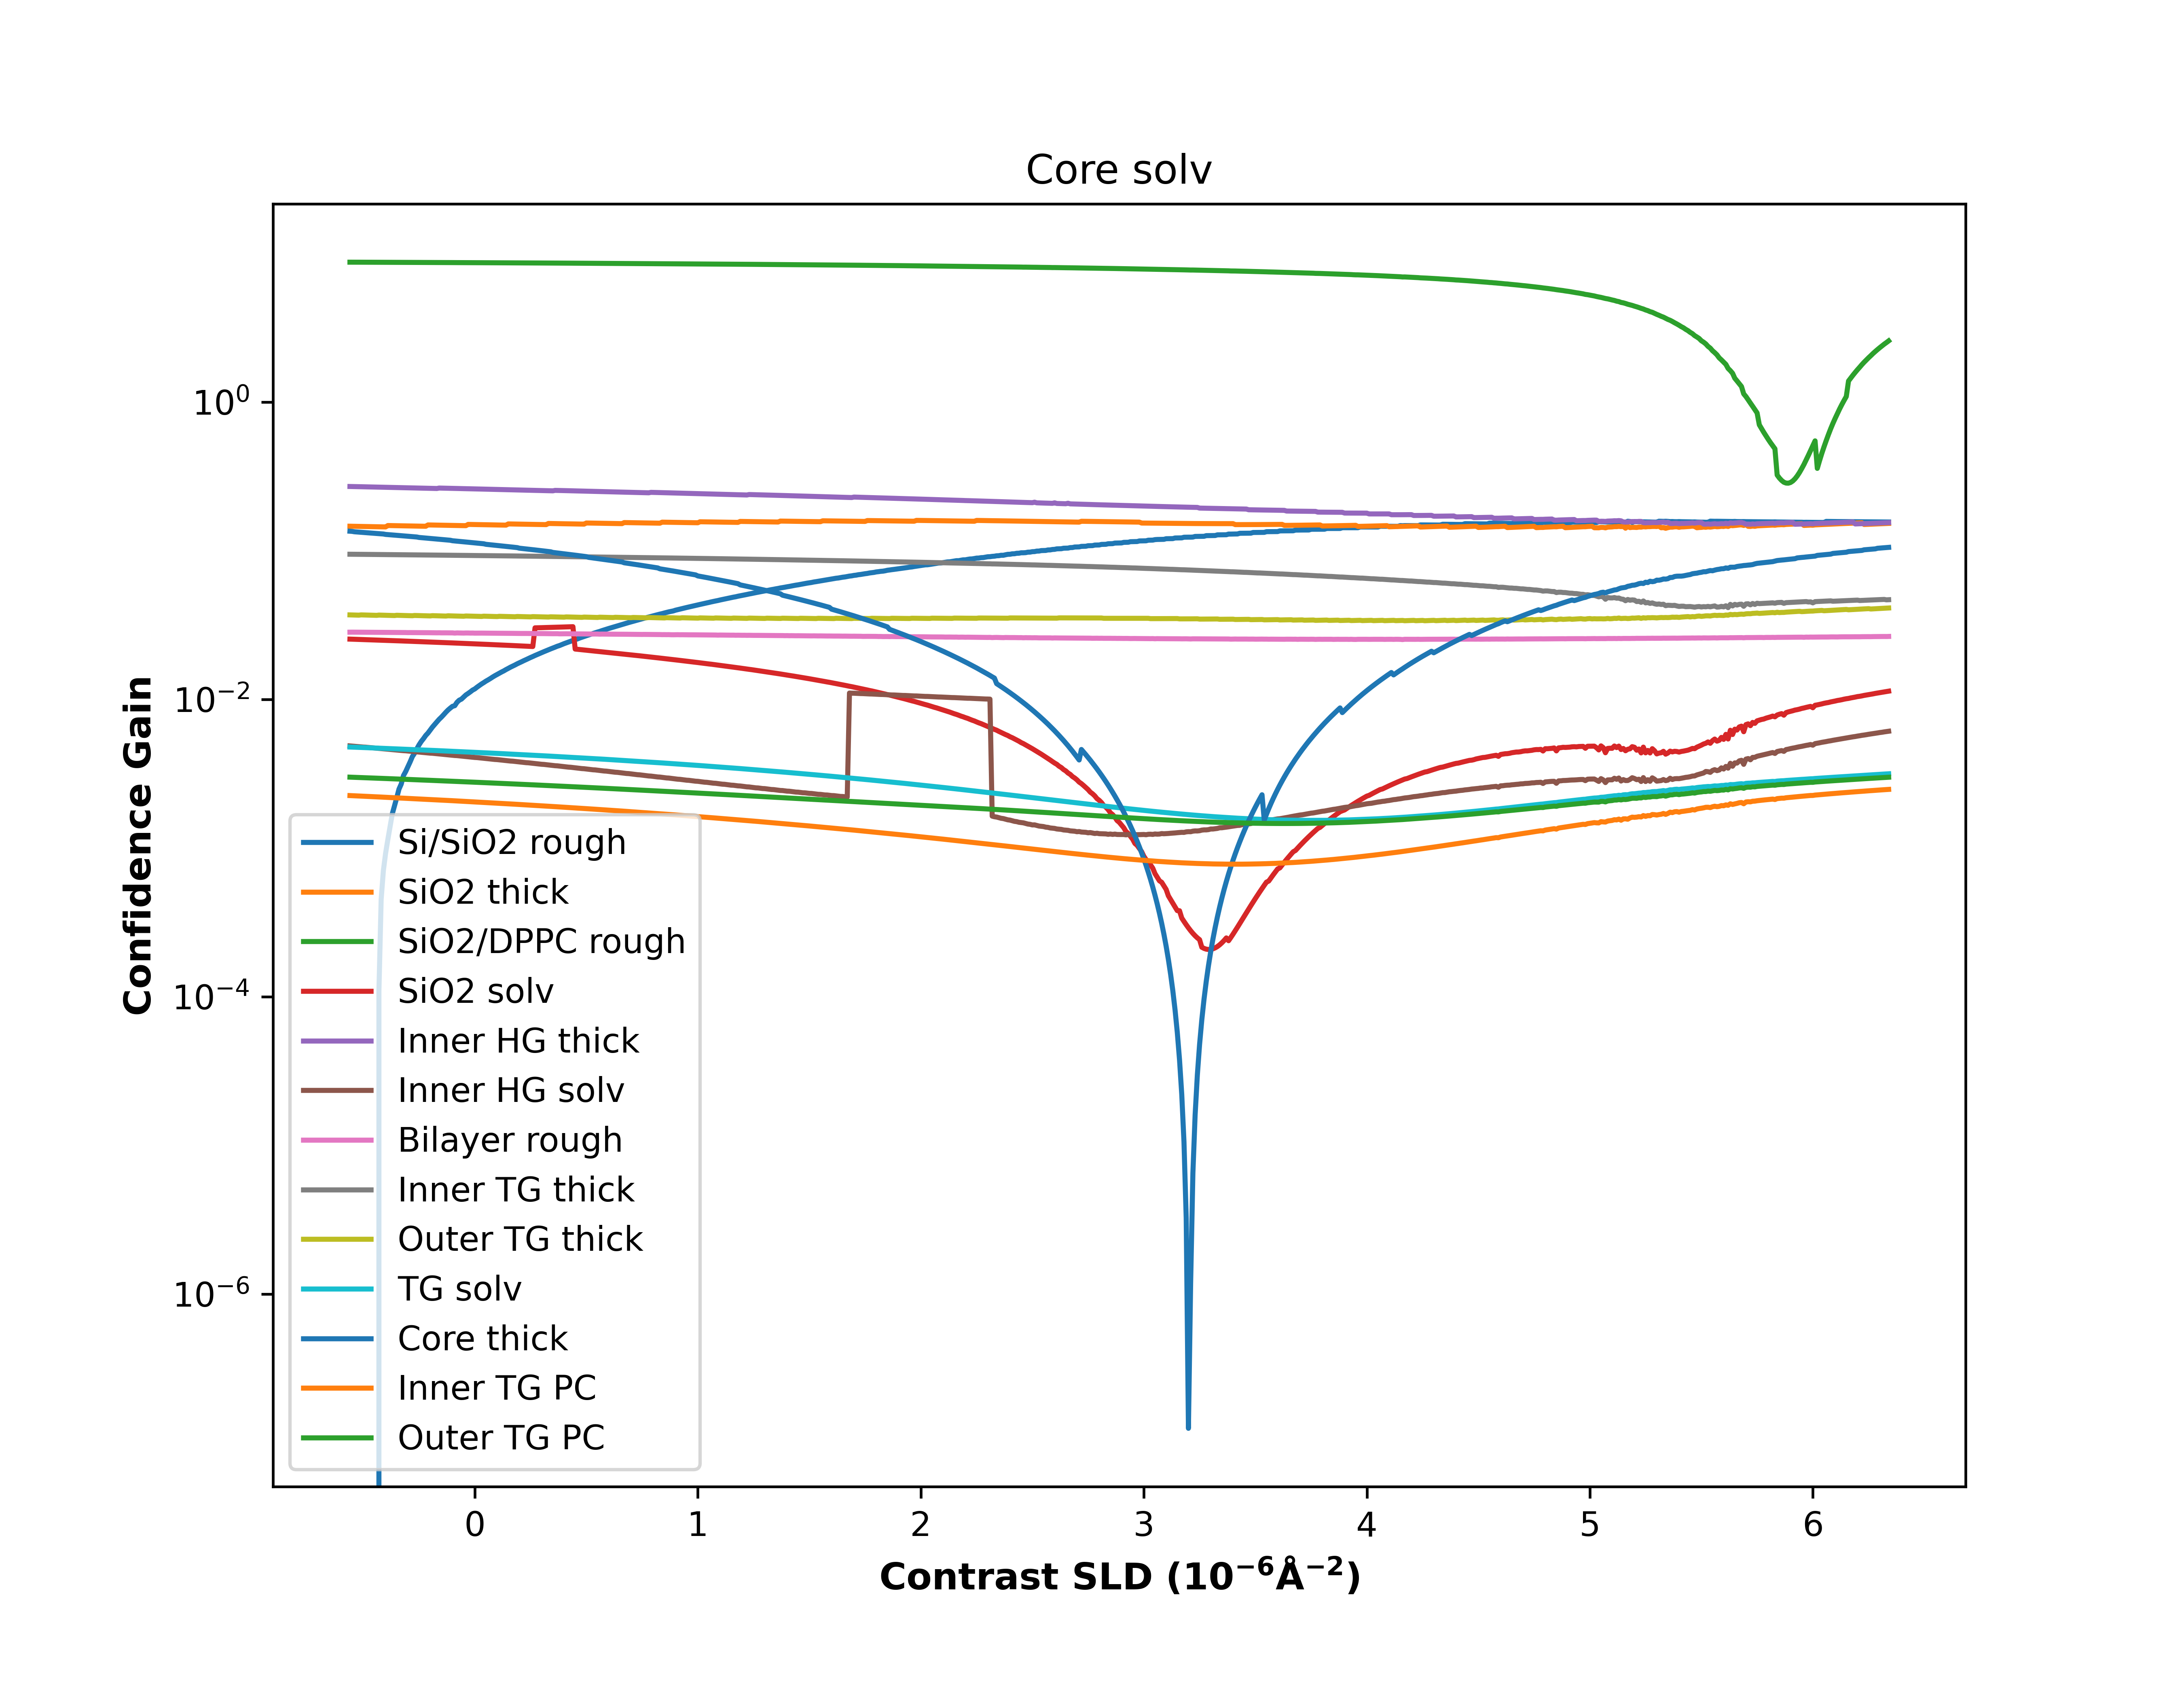 Core solv
10⁰
10⁻²
10⁻⁴
10⁻⁶
Confidence Gain
Si/SiO2 rough
SiO2 thick
SiO2/DPPC rough
SiO2 solv
Inner HG thick
Inner HG solv
Bilayer rough
Inner TG thick
Outer TG thick
TG solv
Core thick
Inner TG PC
Outer TG PC
0 1 2 3 4 5 6
Contrast SLD (10⁻⁶Å⁻²)